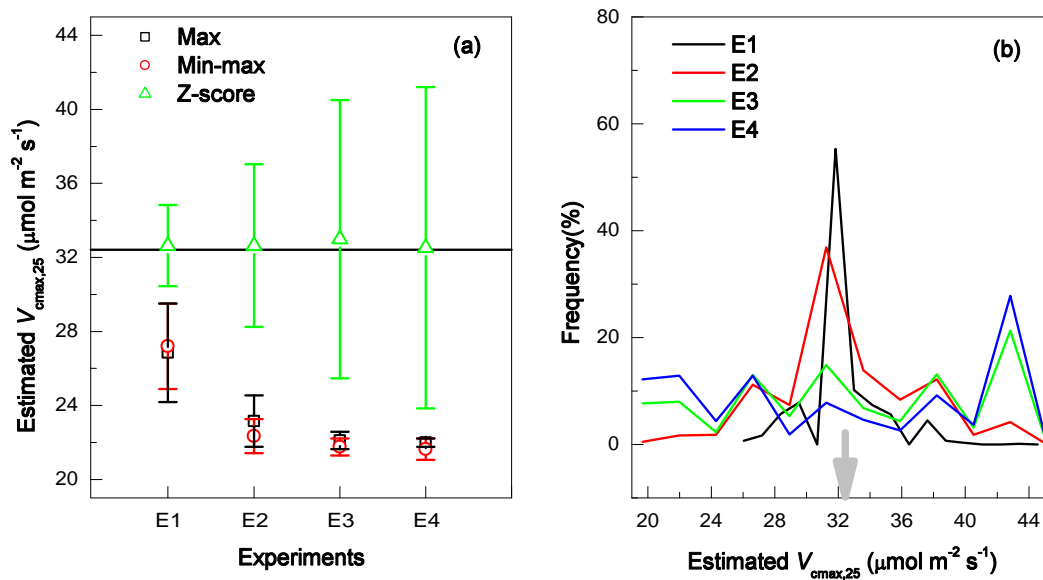 (a)
Max
Min-max
Z-score
44
40
36
32
28
24
20
Estimated Vcmax,25 (μmol m⁻² s⁻¹)
E1 E2 E3 E4
Experiments
(b)
E1
E2
E3
E4
80
60
40
20
0
Frequency(%)
20 24 28 32 36 40 44
Estimated Vcmax,25 (μmol m⁻² s⁻¹)